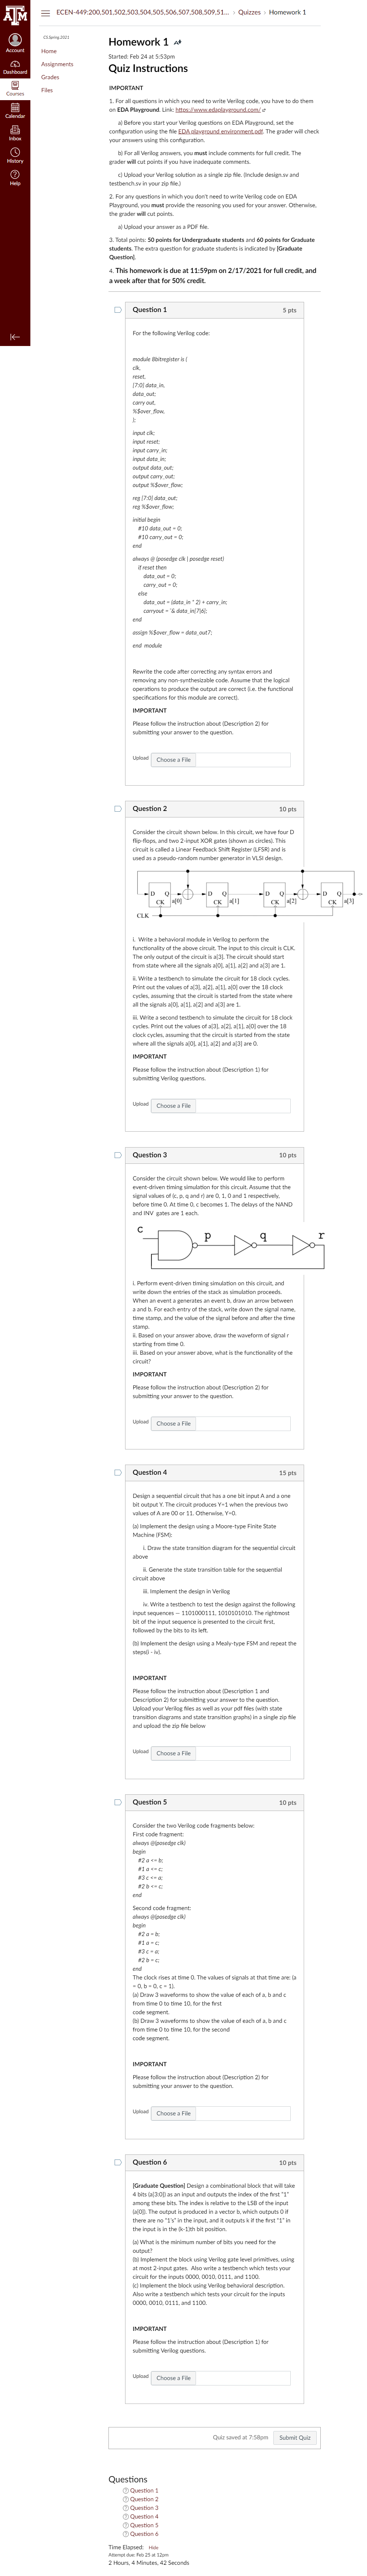 ECEN-449:200,501,502,503,504,505,506,507,508,509,51... › Quizzes › Homework 1
Account
Dashboard
Courses
Calendar
Inbox
History
Help
CS Spring 2021
Home
Assignments
Grades
Files
Homework 1
Started: Feb 24 at 5:53pm
Quiz Instructions
IMPORTANT
1. For all questions in which you need to write Verilog code, you have to do them
on EDA Playground. Link: https://www.edaplayground.com/
a) Before you start your Verilog questions on EDA Playground, set the
configuration using the file EDA playground environment.pdf. The grader will check
your answers using this configuration.
b) For all Verilog answers, you must include comments for full credit. The
grader will cut points if you have inadequate comments.
c) Upload your Verilog solution as a single zip file. (Include design.sv and
testbench.sv in your zip file.)
2. For any questions in which you don't need to write Verilog code on EDA
Playground, you must provide the reasoning you used for your answer. Otherwise,
the grader will cut points.
a) Upload your answer as a PDF file.
3. Total points: 50 points for Undergraduate students and 60 points for Graduate
students. The extra question for graduate students is indicated by [Graduate
Question].
4. This homework is due at 11:59pm on 2/17/2021 for full credit, and
a week after that for 50% credit.
Question 1 5 pts
For the following Verilog code:
module 8bitregister is (
clk,
reset,
[7:0] data_in,
data_out;
carry out,
%$over_flow,
);
input clk;
input reset;
input carry_in;
input data_in;
output data_out;
output carry_out;
output %$over_flow;
reg [7:0] data_out;
reg %$over_flow;
initial begin
#10 data_out = 0;
#10 carry_out = 0;
end
always @ (posedge clk | posedge reset)
if reset then
data_out = 0;
carry_out = 0;
else
data_out = (data_in * 2) + carry_in;
carryout = '& data_in[7]6];
end
assign %$over_flow = data_out7;
end module
Rewrite the code after correcting any syntax errors and
removing any non-synthesizable code. Assume that the logical
operations to produce the output are correct (i.e. the functional
specifications for this module are correct).
IMPORTANT
Please follow the instruction about (Description 2) for
submitting your answer to the question.
Upload Choose a File
Question 2 10 pts
Consider the circuit shown below. In this circuit, we have four D
flip-flops, and two 2-input XOR gates (shown as circles). This
circuit is called a Linear Feedback Shift Register (LFSR) and is
used as a pseudo-random number generator in VLSI design.
D Q D Q D Q D Q
CK a[0] CK a[1] CK a[2] CK a[3]
CLK
i. Write a behavioral module in Verilog to perform the
functionality of the above circuit. The input to this circuit is CLK.
The only output of the circuit is a[3]. The circuit should start
from state where all the signals a[0], a[1], a[2] and a[3] are 1.
ii. Write a testbench to simulate the circuit for 18 clock cycles.
Print out the values of a[3], a[2], a[1], a[0] over the 18 clock
cycles, assuming that the circuit is started from the state where
all the signals a[0], a[1], a[2] and a[3] are 1.
iii. Write a second testbench to simulate the circuit for 18 clock
cycles. Print out the values of a[3], a[2], a[1], a[0] over the 18
clock cycles, assuming that the circuit is started from the state
where all the signals a[0], a[1], a[2] and a[3] are 0.
IMPORTANT
Please follow the instruction about (Description 1) for
submitting Verilog questions.
Upload Choose a File
Question 3 10 pts
Consider the circuit shown below. We would like to perform
event-driven timing simulation for this circuit. Assume that the
signal values of (c, p, q and r) are 0, 1, 0 and 1 respectively,
before time 0. At time 0, c becomes 1. The delays of the NAND
and INV gates are 1 each.
c p q r
i. Perform event-driven timing simulation on this circuit, and
write down the entries of the stack as simulation proceeds.
When an event a generates an event b, draw an arrow between
a and b. For each entry of the stack, write down the signal name,
time stamp, and the value of the signal before and after the time
stamp.
ii. Based on your answer above, draw the waveform of signal r
starting from time 0.
iii. Based on your answer above, what is the functionality of the
circuit?
IMPORTANT
Please follow the instruction about (Description 2) for
submitting your answer to the question.
Upload Choose a File
Question 4 15 pts
Design a sequential circuit that has a one bit input A and a one
bit output Y. The circuit produces Y=1 when the previous two
values of A are 00 or 11. Otherwise, Y=0.
(a) Implement the design using a Moore-type Finite State
Machine (FSM):
i. Draw the state transition diagram for the sequential circuit
above
ii. Generate the state transition table for the sequential
circuit above
iii. Implement the design in Verilog
iv. Write a testbench to test the design against the following
input sequences — 1101000111, 1010101010. The rightmost
bit of the input sequence is presented to the circuit first,
followed by the bits to its left.
(b) Implement the design using a Mealy-type FSM and repeat the
steps(i - iv).
IMPORTANT
Please follow the instruction about (Description 1 and
Description 2) for submitting your answer to the question.
Upload your Verilog files as well as your pdf files (with state
transition diagrams and state transition graphs) in a single zip file
and upload the zip file below
Upload Choose a File
Question 5 10 pts
Consider the two Verilog code fragments below:
First code fragment;
always @(posedge clk)
begin
#2 a <= b;
#1 a <= c;
#3 c <= a;
#2 b <= c;
end
Second code fragment:
always @(posedge clk)
begin
#2 a = b;
#1 a = c;
#3 c = a;
#2 b = c;
end
The clock rises at time 0. The values of signals at that time are: (a
= 0, b = 0, c = 1).
(a) Draw 3 waveforms to show the value of each of a, b and c
from time 0 to time 10, for the first
code segment.
(b) Draw 3 waveforms to show the value of each of a, b and c
from time 0 to time 10, for the second
code segment.
IMPORTANT
Please follow the instruction about (Description 2) for
submitting your answer to the question.
Upload Choose a File
Question 6 10 pts
[Graduate Question] Design a combinational block that will take
4 bits (a[3:0]) as an input and outputs the index of the first "1"
among these bits. The index is relative to the LSB of the input
(a[0]). The output is produced in a vector b, which outputs 0 if
there are no "1's" in the input, and it outputs k if the first "1" in
the input is in the (k-1)th bit position.
(a) What is the minimum number of bits you need for the
output?
(b) Implement the block using Verilog gate level primitives, using
at most 2-input gates. Also write a testbench which tests your
circuit for the inputs 0000, 0010, 0111, and 1100.
(c) Implement the block using Verilog behavioral description.
Also write a testbench which tests your circuit for the inputs
0000, 0010, 0111, and 1100.
IMPORTANT
Please follow the instruction about (Description 1) for
submitting Verilog questions.
Upload Choose a File
Quiz saved at 7:58pm Submit Quiz
Questions
Question 1
Question 2
Question 3
Question 4
Question 5
Question 6
Time Elapsed: Hide
Attempt due: Feb 25 at 12pm
2 Hours, 4 Minutes, 42 Seconds